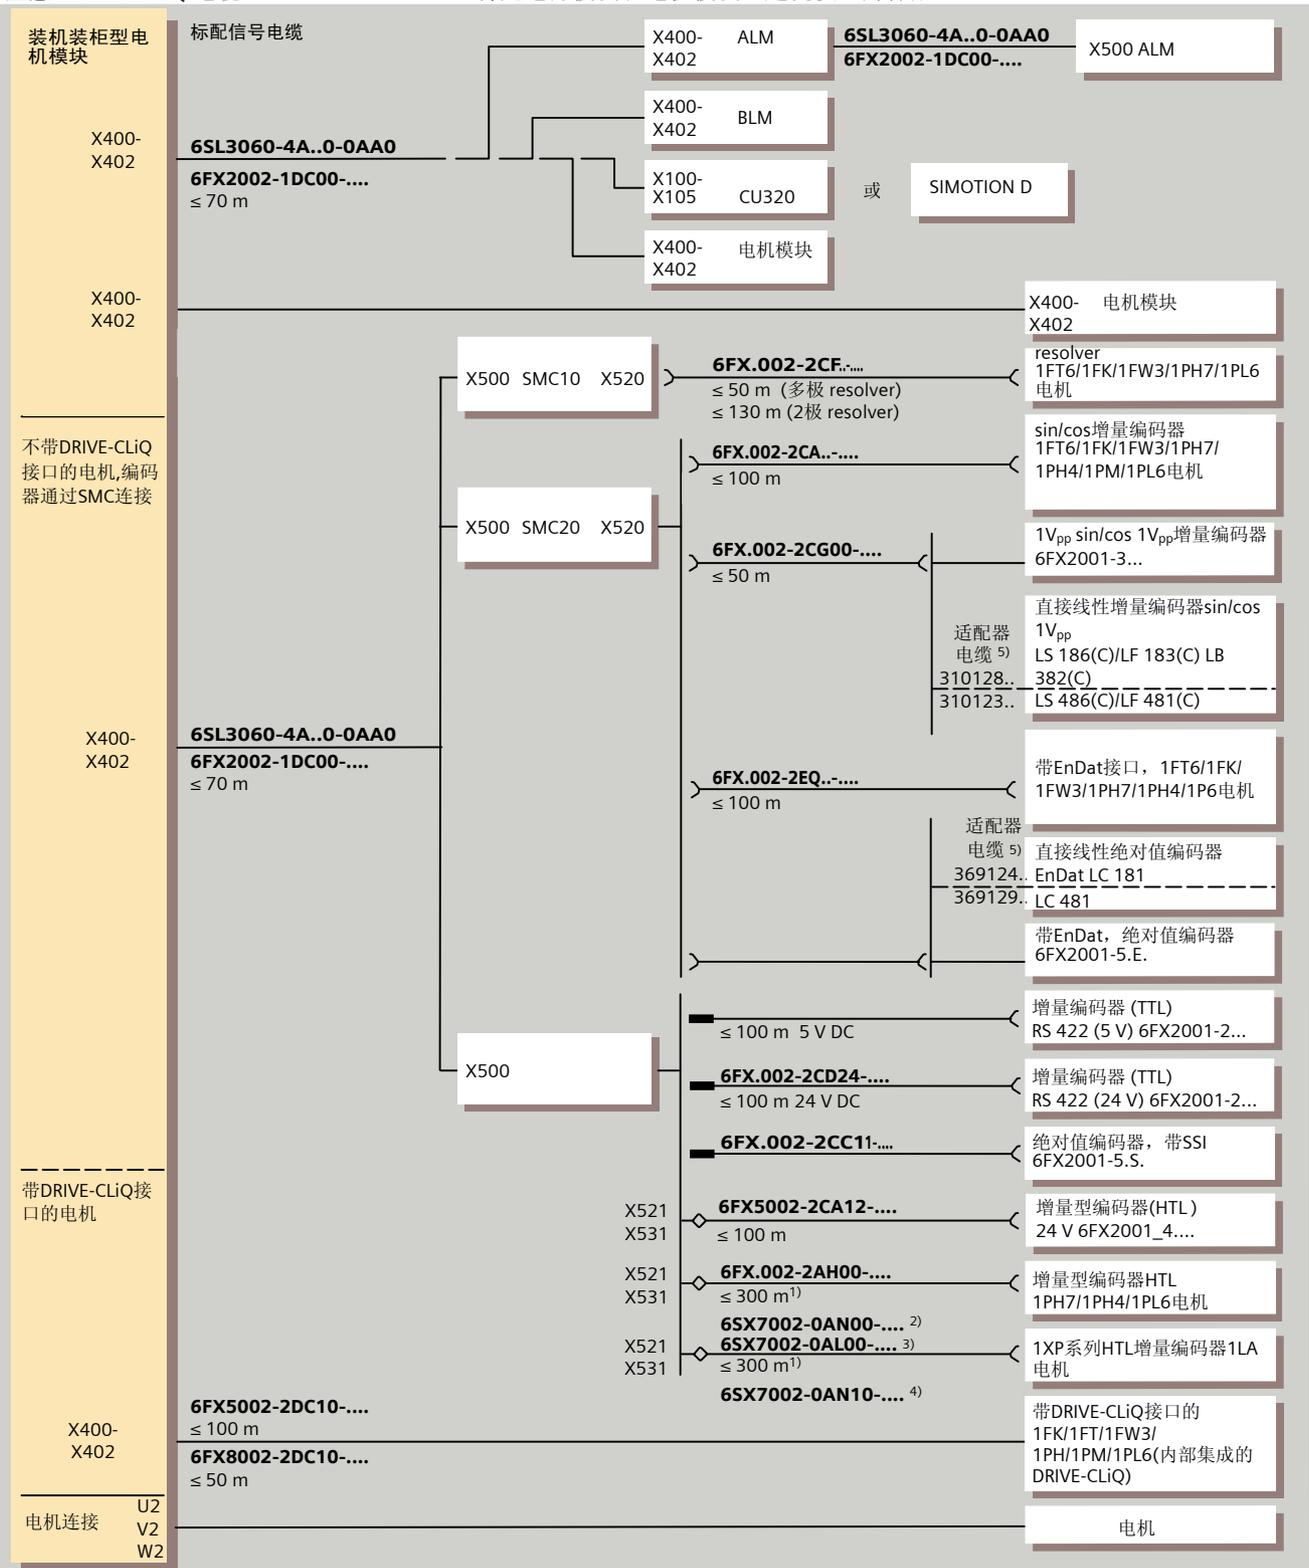 装机装柜型电
机模块
标配信号电缆
X400-
X402
ALM
6SL3060-4A..0-0AA0
6FX2002-1DC00-....
X500 ALM
X400-
X402
BLM
X400-
X402
6SL3060-4A..0-0AA0
6FX2002-1DC00-....
≤ 70 m
X100-
X105
CU320
或
SIMOTION D
X400-
X402
电机模块
X400-
X402
X400-
X402
电机模块
X500 SMC10 X520
6FX.002-2CF..-....
≤ 50 m (多极 resolver)
≤ 130 m (2极 resolver)
resolver
1FT6/1FK/1FW3/1PH7/1PL6
电机
不带DRIVE-CLiQ
接口的电机,编码
器通过SMC连接
6FX.002-2CA..-....
≤ 100 m
sin/cos增量编码器
1FT6/1FK/1FW3/1PH7/
1PH4/1PM/1PL6电机
X500 SMC20 X520
6FX.002-2CG00-....
≤ 50 m
1Vpp sin/cos 1Vpp增量编码器
6FX2001-3...
适配器
电缆 5)
310128..
310123..
直接线性增量编码器sin/cos
1Vpp
LS 186(C)/LF 183(C) LB
382(C)
LS 486(C)/LF 481(C)
X400-
X402
6SL3060-4A..0-0AA0
6FX2002-1DC00-....
≤ 70 m
6FX.002-2EQ..-....
≤ 100 m
带EnDat接口，1FT6/1FK/
1FW3/1PH7/1PH4/1P6电机
适配器
电缆 5)
369124..
369129..
直接线性绝对值编码器
EnDat LC 181
LC 481
带EnDat，绝对值编码器
6FX2001-5.E.
X500
≤ 100 m 5 V DC
增量编码器 (TTL)
RS 422 (5 V) 6FX2001-2...
6FX.002-2CD24-....
≤ 100 m 24 V DC
增量编码器 (TTL)
RS 422 (24 V) 6FX2001-2...
6FX.002-2CC11-....
绝对值编码器，带SSI
6FX2001-5.S.
带DRIVE-CLiQ接
口的电机
X521
X531
6FX5002-2CA12-....
≤ 100 m
增量型编码器(HTL)
24 V 6FX2001_4....
X521
X531
6FX.002-2AH00-....
≤ 300 m1)
增量型编码器HTL
1PH7/1PH4/1PL6电机
X521
X531
6SX7002-0AN00-.... 2)
6SX7002-0AL00-.... 3)
≤ 300 m1)
6SX7002-0AN10-.... 4)
1XP系列HTL增量编码器1LA
电机
X400-
X402
6FX5002-2DC10-....
≤ 100 m
6FX8002-2DC10-....
≤ 50 m
带DRIVE-CLiQ接口的
1FK/1FT/1FW3/
1PH/1PM/1PL6(内部集成的
DRIVE-CLiQ)
电机连接
U2
V2
W2
电机